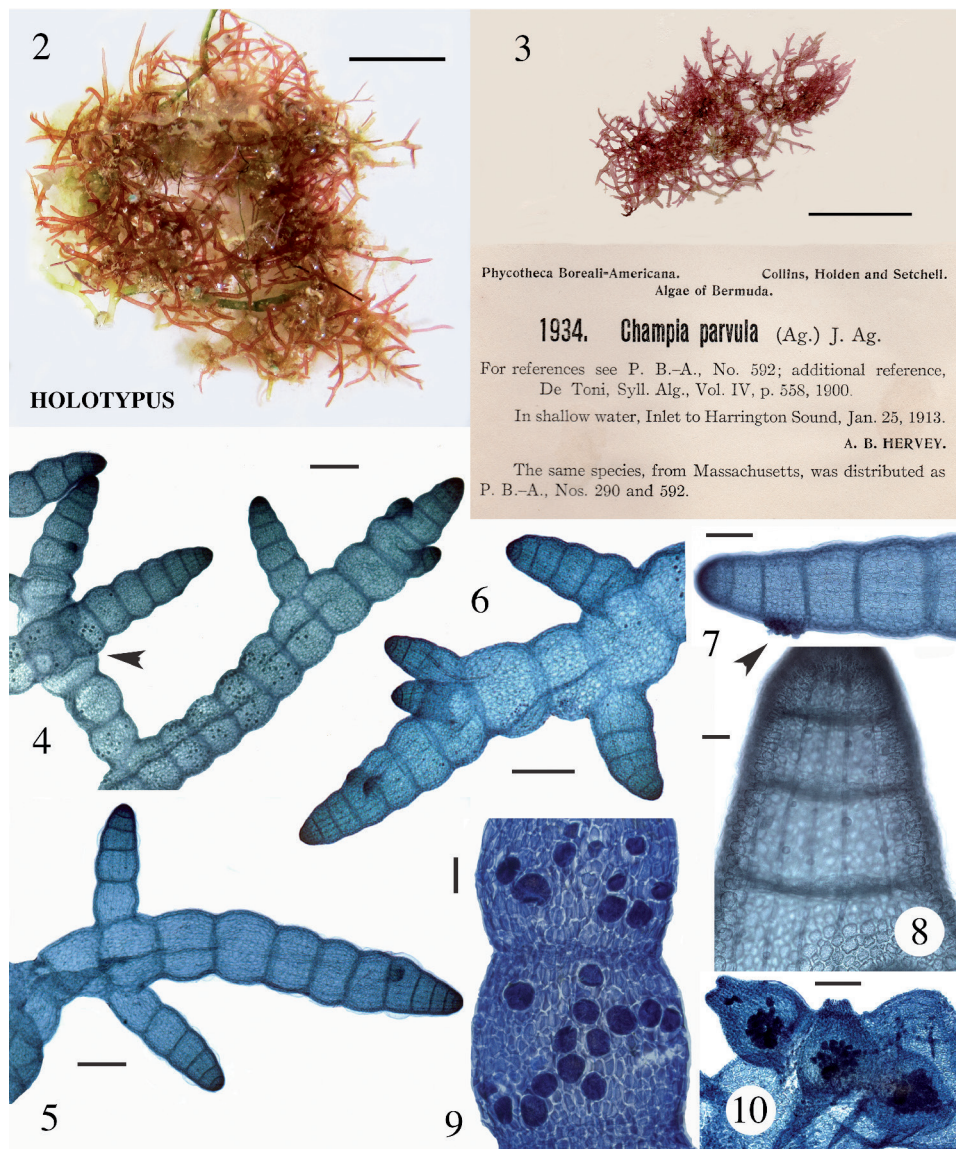 2
HOLOTYPUS
3
Phycotheca Boreali-Americana. Collins, Holden and Setchell.
Algae of Bermuda.
1934. Champia parvula (Ag.) J. Ag.
For references see P. B.-A., No. 592; additional reference,
De Toni, Syll. Alg., Vol. IV, p. 558, 1900.
In shallow water, Inlet to Harrington Sound, Jan. 25, 1913.
A. B. HERVEY.
The same species, from Massachusetts, was distributed as
P. B.-A., Nos. 290 and 592.
4
6
7
8
5
9
10